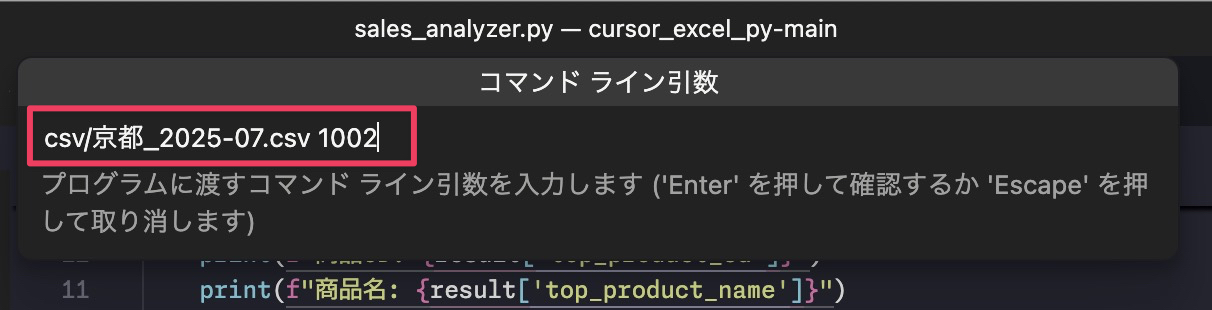 sales_analyzer.py — cursor_excel_py-main
コマンド ライン引数
csv/京都_2025-07.csv 1002
プログラムに渡すコマンド ライン引数を入力します ('Enter' を押して確認するか 'Escape' を押
して取り消します)
11 print(f"商品名: {result['top_product_name']}")